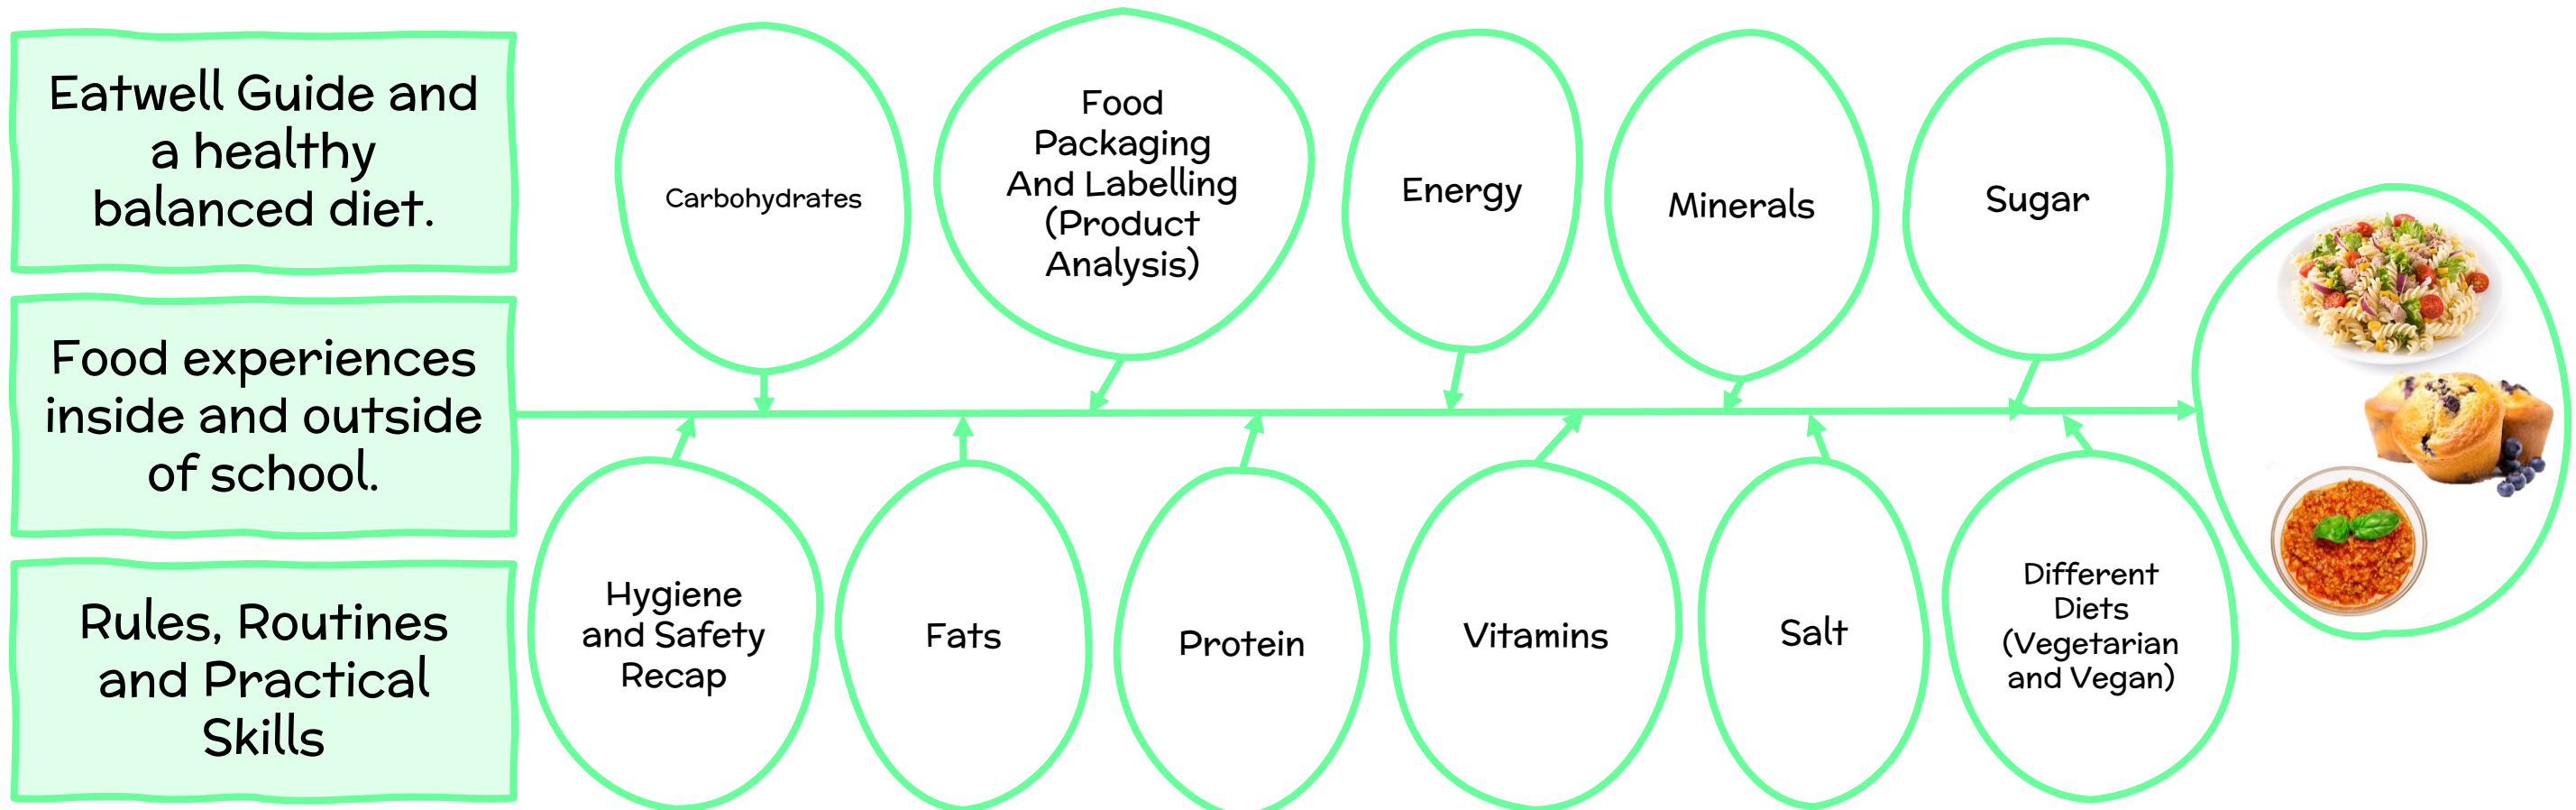 Eatwell Guide and
a healthy
balanced diet.
Food experiences
inside and outside
of school.
Rules, Routines
and Practical
Skills
Carbohydrates
Food
Packaging
And Labelling
(Product
Analysis)
Energy
Minerals
Sugar
Hygiene
and Safety
Recap
Fats
Protein
Vitamins
Salt
Different
Diets
(Vegetarian
and Vegan)